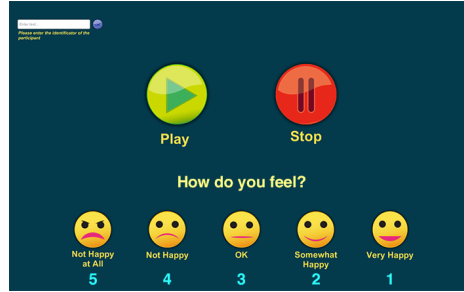 Enter text...
Please enter the identificator of the
participant
Play
Stop
How do you feel?
Not Happy
at All
Not Happy
OK
Somewhat
Happy
Very Happy
5
4
3
2
1